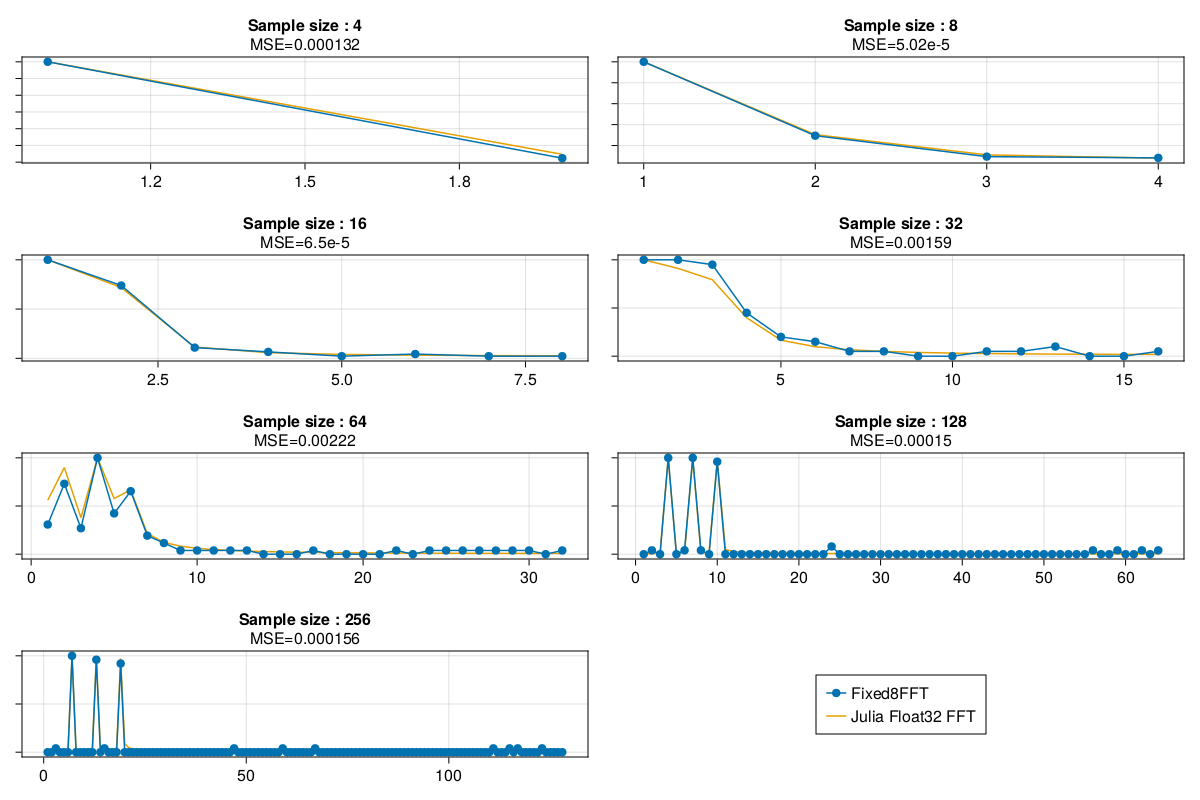 Sample size : 4
MSE=0.000132
1.2 1.5 1.8
Sample size : 8
MSE=5.02e-5
1 2 3 4
Sample size : 16
MSE=6.5e-5
2.5 5.0 7.5
Sample size : 32
MSE=0.00159
5 10 15
Sample size : 64
MSE=0.00222
0 10 20 30
Sample size : 128
MSE=0.00015
0 10 20 30 40 50 60
Sample size : 256
MSE=0.000156
0 50 100
Fixed8FFT
Julia Float32 FFT